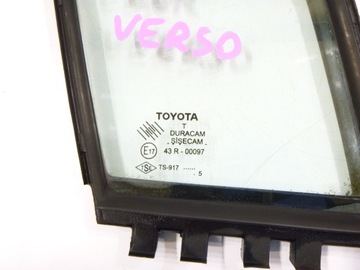 VERSO
TOYOTA
T
DURACAM
. ŞİŞECAM .
E17 43 R - 00097
TSE TS-917 ......
. 5